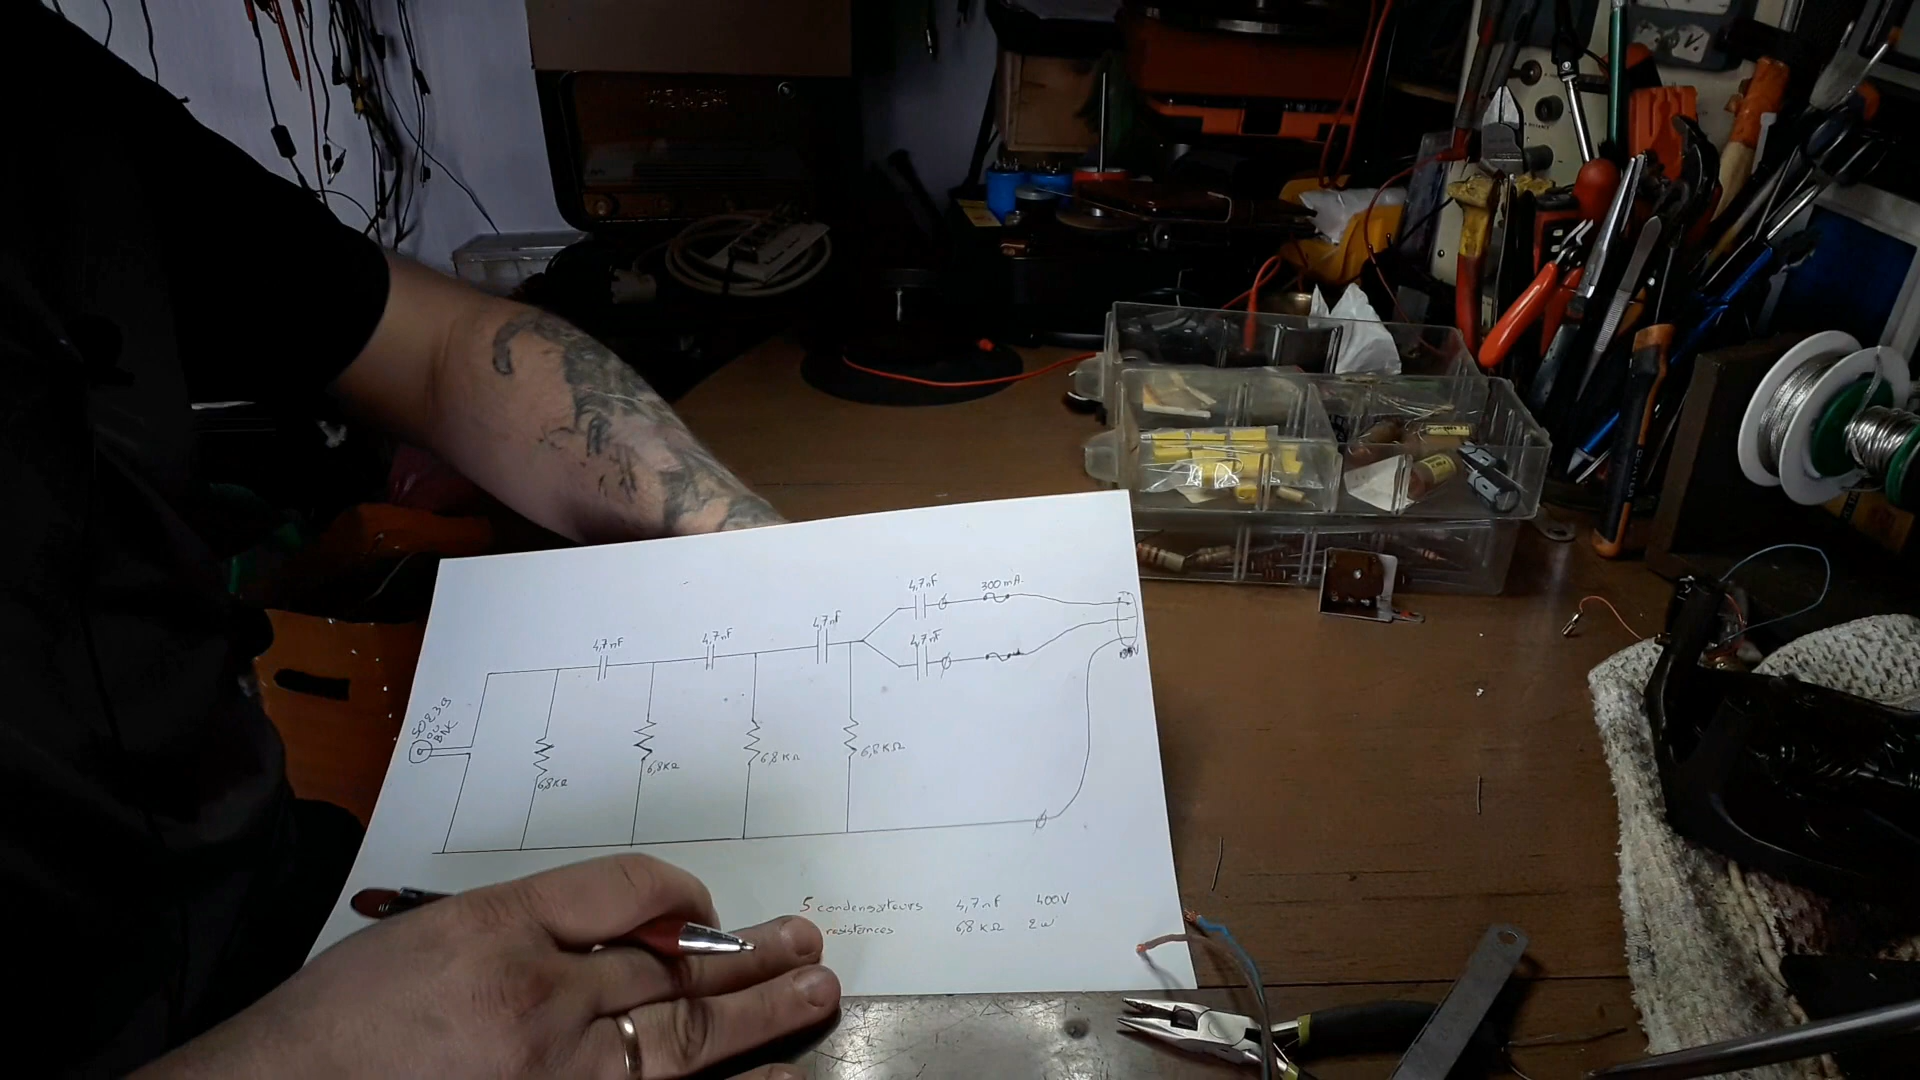 4,7nF
300mA.
4,7nF
4,7nF
4,7nF
4,7nF
SO239
OU
BNC
6,8KΩ
6,8KΩ
6,8KΩ
6,8KΩ
5 condensateurs 4,7nF 400V
resistances 6,8KΩ 2w